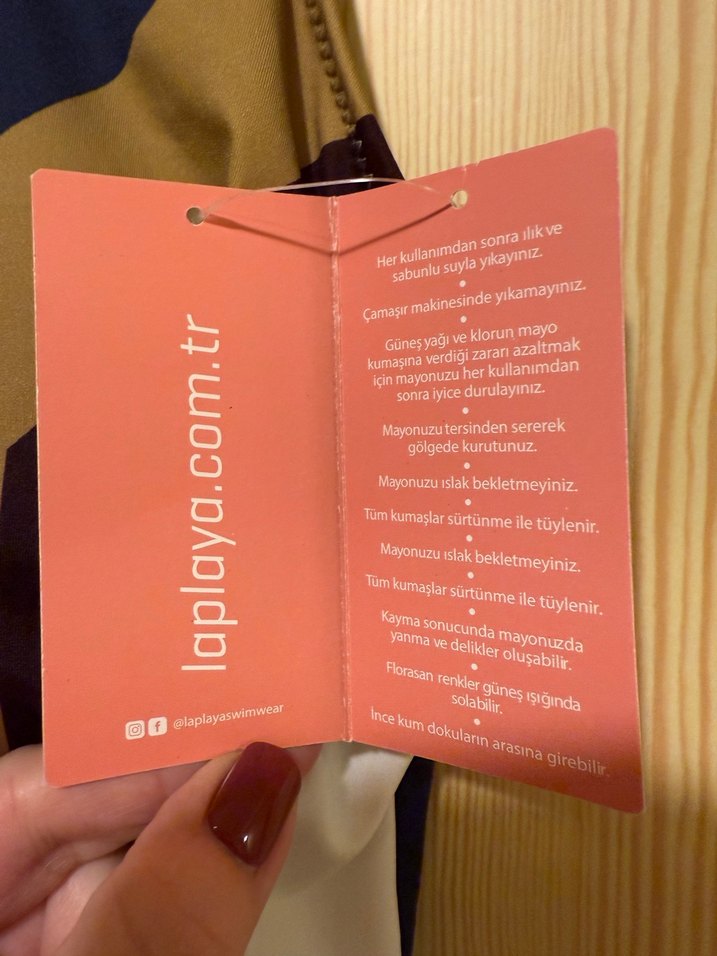 laplaya.com.tr
@laplayaswimwear
Her kullanımdan sonra ılık ve
sabunlu suyla yıkayınız.
Çamaşır makinesinde yıkamayınız.
Güneş yağı ve klorun mayo
kumaşına verdiği zararı azaltmak
için mayonuzu her kullanımdan
sonra iyice durulayınız.
Mayonuzu tersinden sererek
gölgede kurutunuz.
Mayonuzu ıslak bekletmeyiniz.
Tüm kumaşlar sürtünme ile tüylenir.
Mayonuzu ıslak bekletmeyiniz.
Tüm kumaşlar sürtünme ile tüylenir.
Kayma sonucunda mayonuzda
yanma ve delikler oluşabilir.
Florasan renkler güneş ışığında
solabilir.
İnce kum dokuların arasına girebilir.